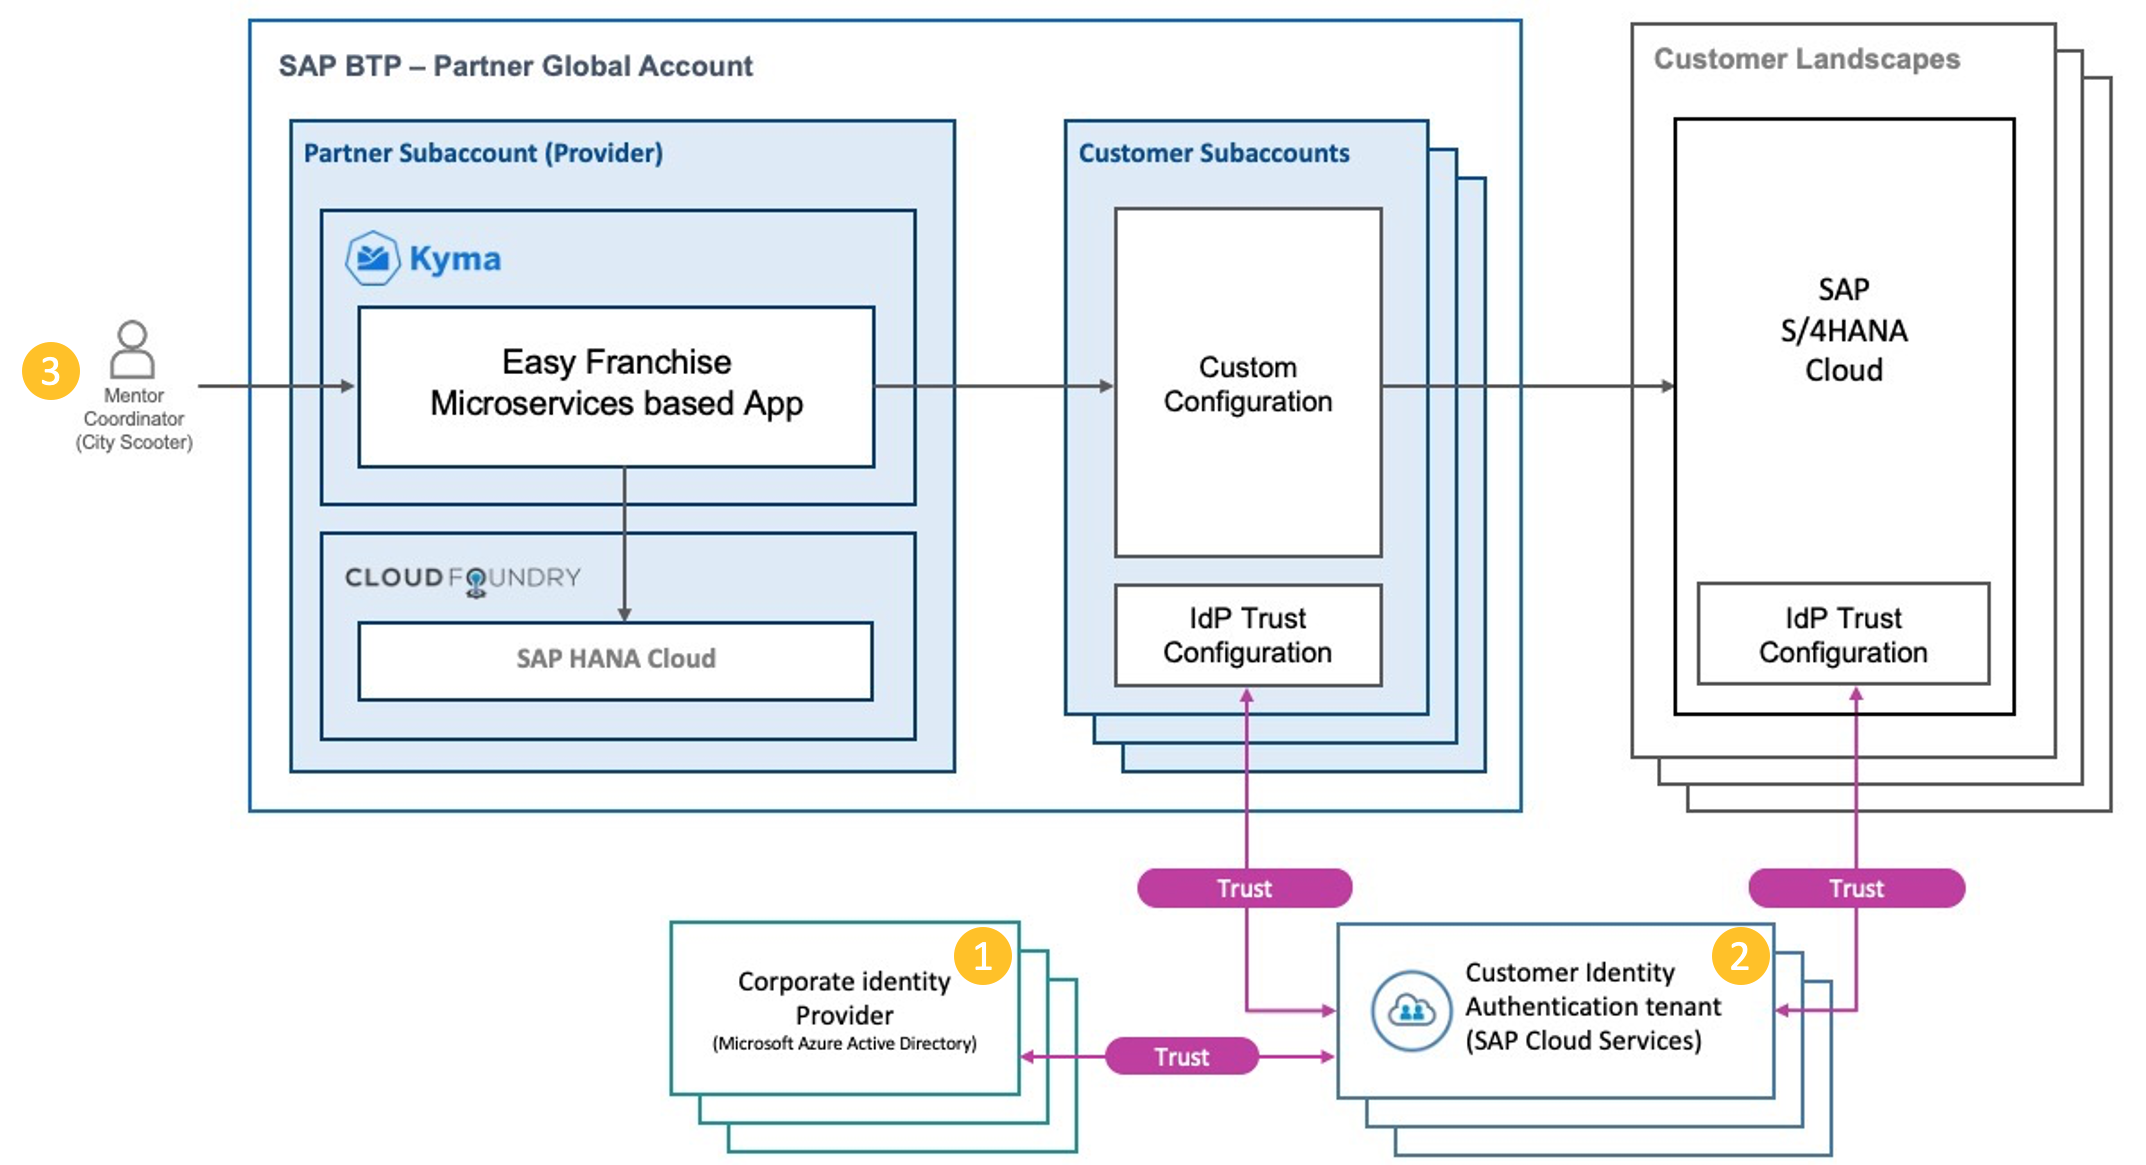 SAP BTP – Partner Global Account
Partner Subaccount (Provider)
Kyma
Easy Franchise
Microservices based App
CLOUD FOUNDRY
SAP HANA Cloud
3
Mentor
Coordinator
(City Scooter)
Customer Subaccounts
Custom
Configuration
IdP Trust
Configuration
Customer Landscapes
SAP
S/4HANA
Cloud
IdP Trust
Configuration
Trust
Trust
1
Corporate identity
Provider
(Microsoft Azure Active Directory)
Trust
2
Customer Identity
Authentication tenant
(SAP Cloud Services)